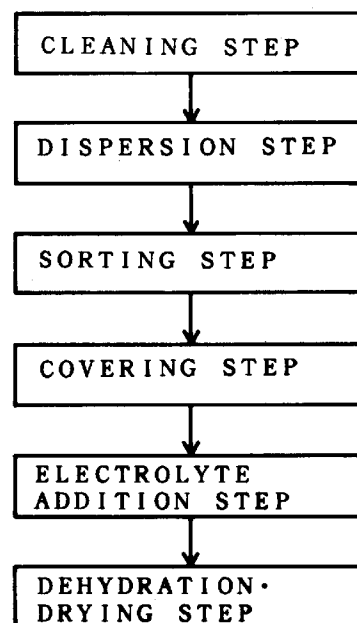 CLEANING STEP
DISPERSION STEP
SORTING STEP
COVERING STEP
ELECTROLYTE
ADDITION STEP
DEHYDRATION·
DRYING STEP